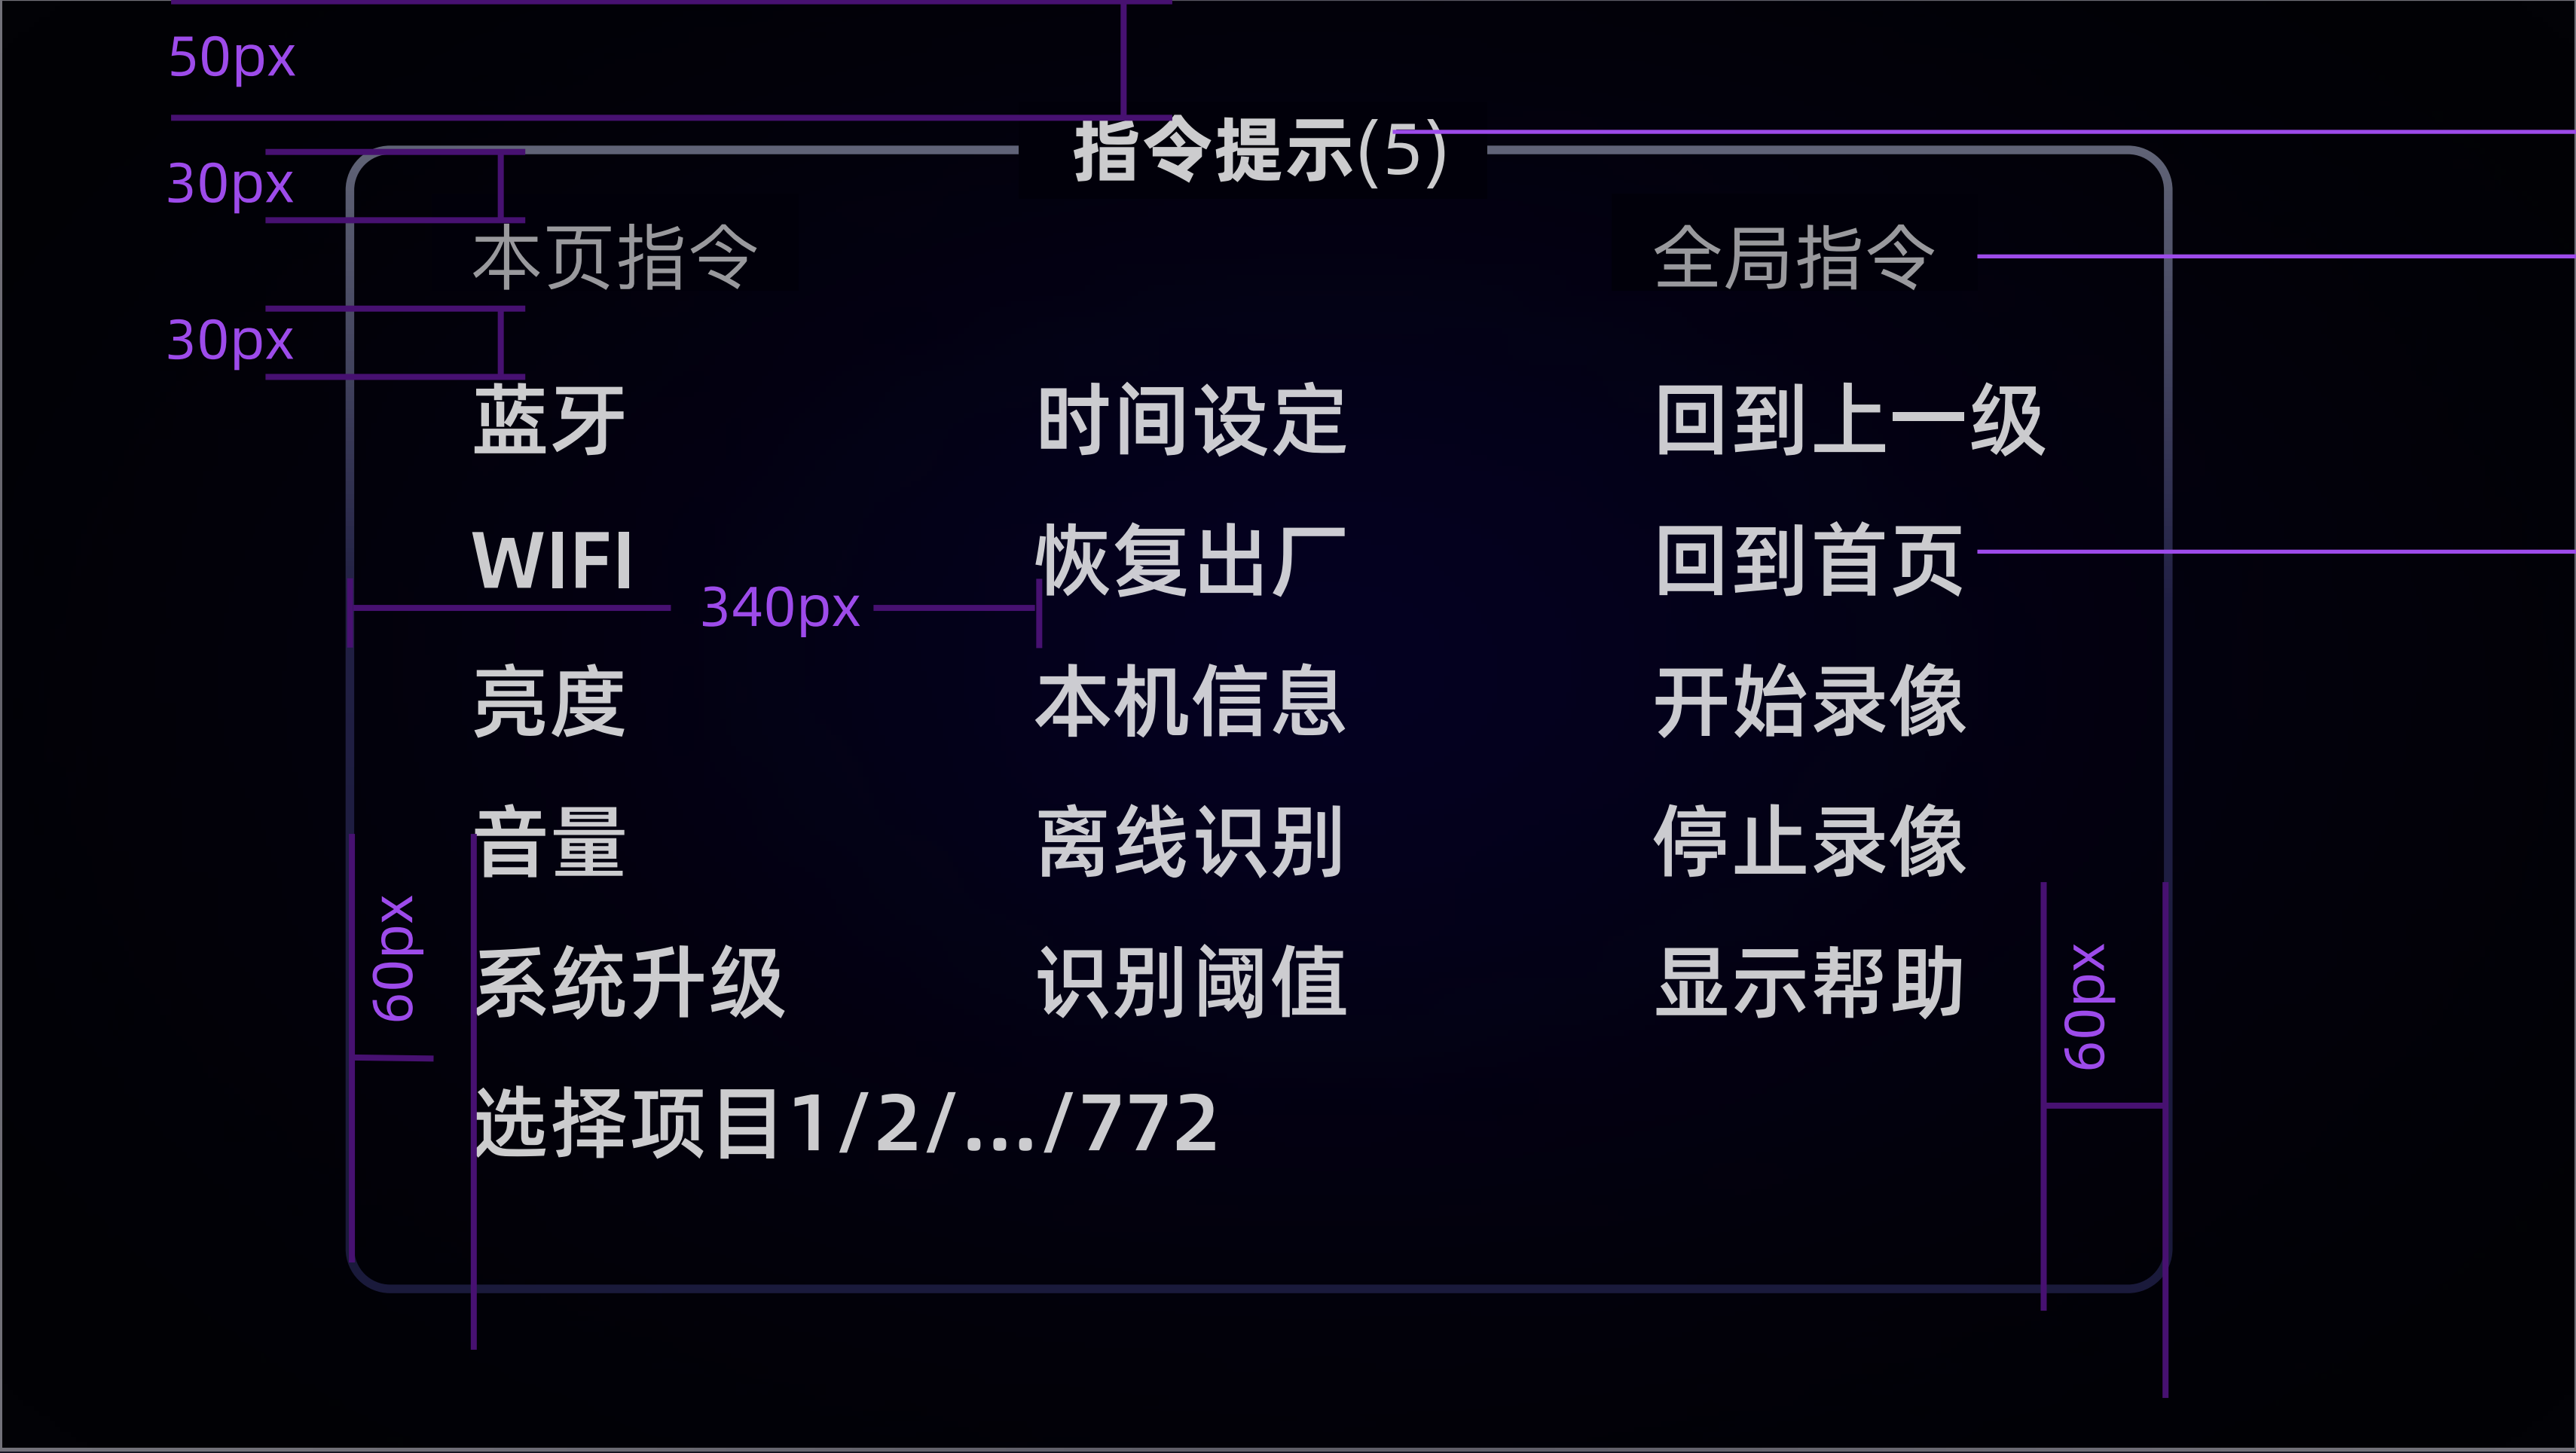 50px
指令提示(5)
30px
本页指令 全局指令
30px
蓝牙 时间设定 回到上一级
WIFI 恢复出厂 回到首页
340px
亮度 本机信息 开始录像
音量 离线识别 停止录像
60px
系统升级 识别阈值 显示帮助
60px
选择项目1/2/.../772